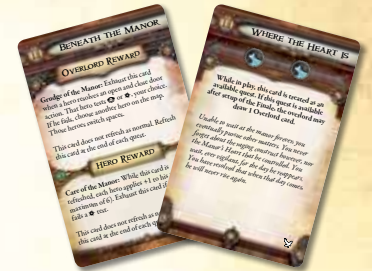 BENEATH THE MANOR
OVERLORD REWARD
Grudge of the Manor: Exhaust this card
when a hero resolves an open and close door
action. That hero tests or , your choice.
If he fails, choose another hero on the map.
Those heroes switch spaces.
This card does not refresh as normal. Refresh
this card at the end of each quest.
HERO REWARD
Care of the Manor: While this card is
refreshed, each hero applies +1 to his
maximum of 6). Exhaust this card if
fails a test.
This card does not refresh as n
this card at the end of each qu
WHERE THE HEART IS
While in play, this card is treated as an
available quest. If this quest is available
after setup of the Finale, the overlord may
draw 1 Overlord card.
Unable to wait at the manor forever, you
eventually pursue other matters. You never
forget about the raging construct however, nor
the Manor's Heart that he controlled. You
wait, ever vigilant, for the day he reappears.
You have resolved that when that day comes,
he will never rise again.